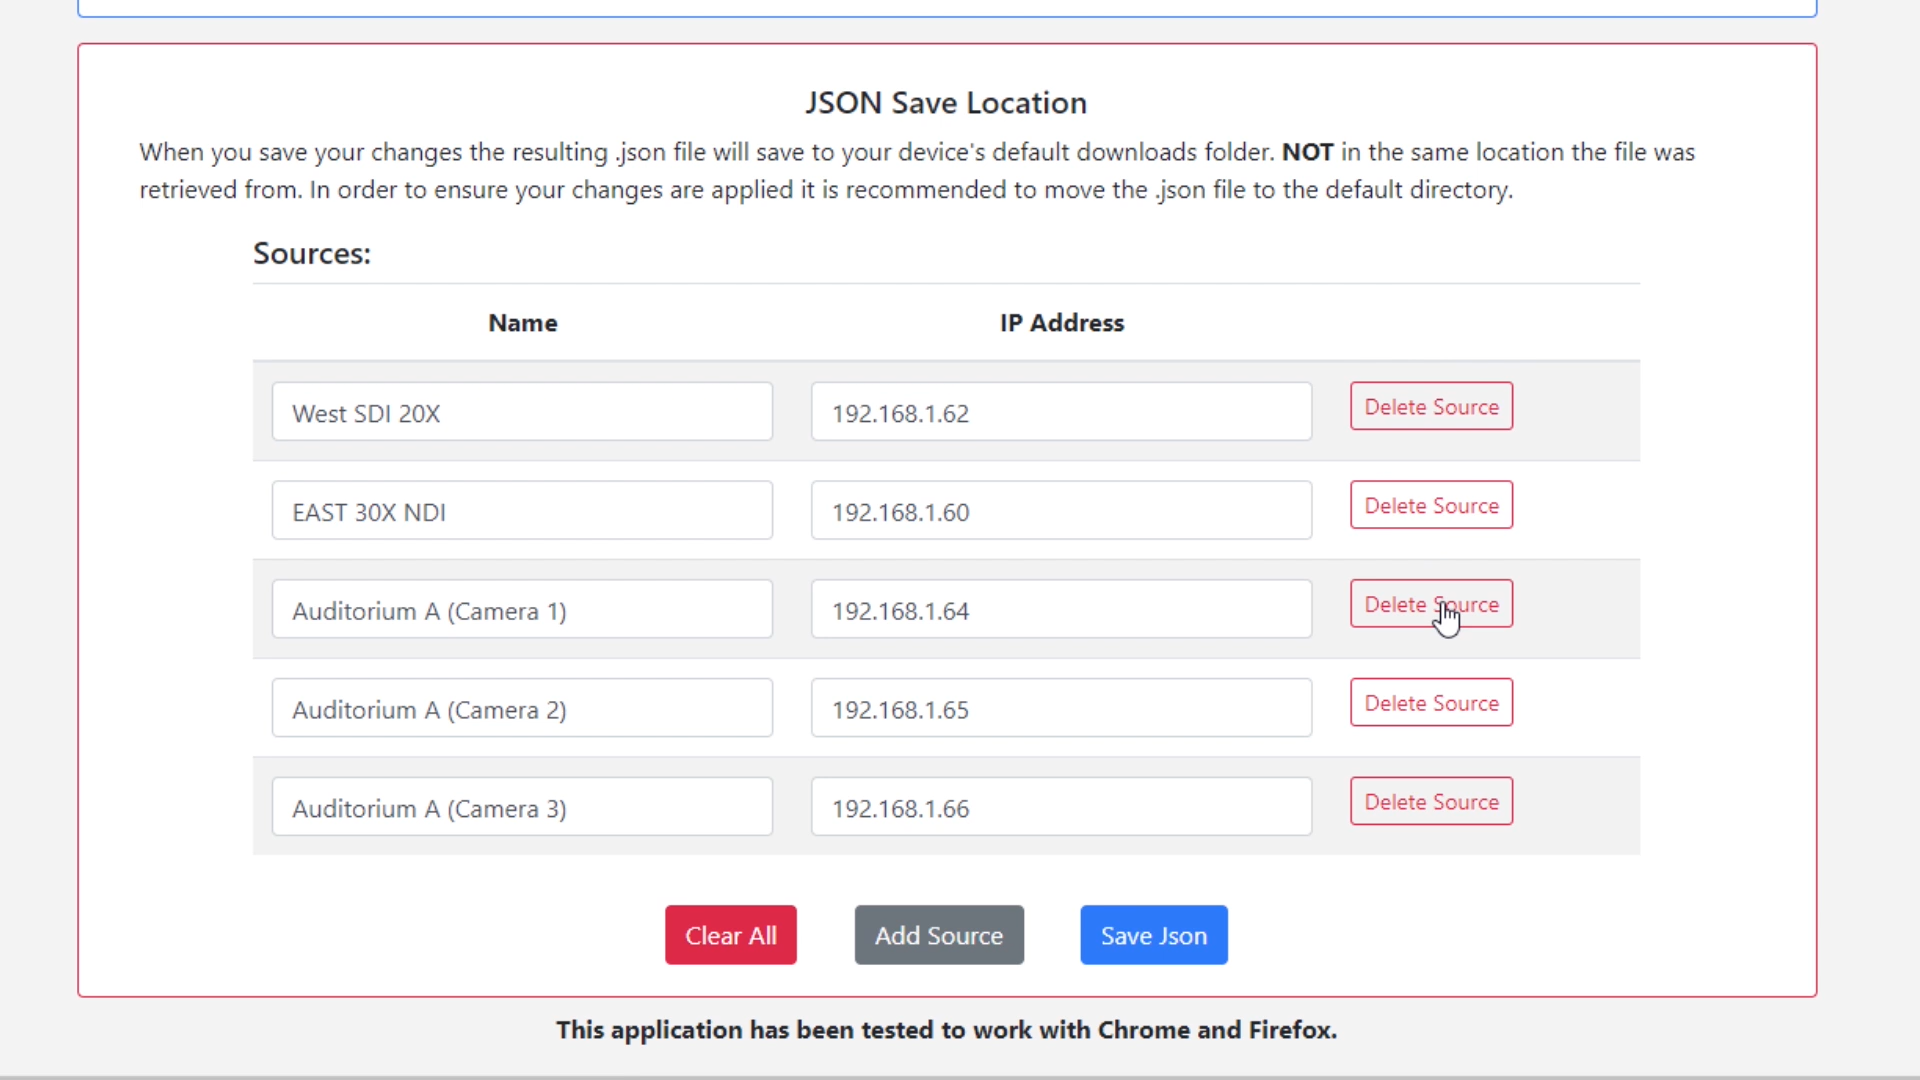 JSON Save Location
When you save your changes the resulting .json file will save to your device's default downloads folder. NOT in the same location the file was
retrieved from. In order to ensure your changes are applied it is recommended to move the .json file to the default directory.
Sources:
Name IP Address
West SDI 20X 192.168.1.62 Delete Source
EAST 30X NDI 192.168.1.60 Delete Source
Auditorium A (Camera 1) 192.168.1.64 Delete Source
Auditorium A (Camera 2) 192.168.1.65 Delete Source
Auditorium A (Camera 3) 192.168.1.66 Delete Source
Clear All Add Source Save Json
This application has been tested to work with Chrome and Firefox.